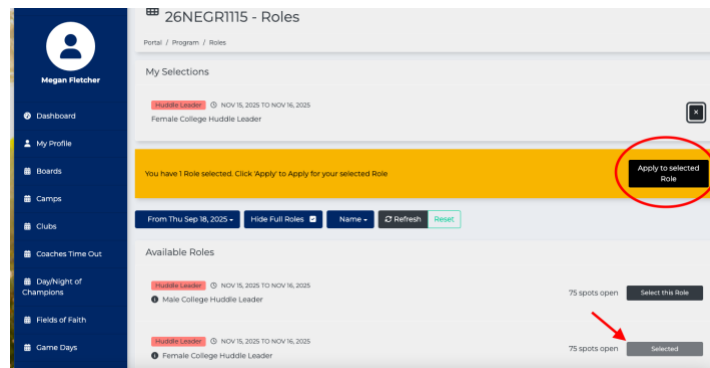 26NEGR1115 - Roles
Portal / Program / Roles
Megan Fletcher
Dashboard
My Profile
Boards
Camps
Clubs
Coaches Time Out
Day/Night of
Champions
Fields of Faith
Game Days
My Selections
Huddle Leader NOV 15, 2025 TO NOV 16, 2025
Female College Huddle Leader
×
You have 1 Role selected. Click 'Apply' to Apply for your selected Role
Apply to selected
Role
From Thu Sep 18, 2025 Hide Full Roles Name Refresh Reset
Available Roles
Huddle Leader NOV 15, 2025 TO NOV 16, 2025
Male College Huddle Leader
75 spots open Select this Role
Huddle Leader NOV 15, 2025 TO NOV 16, 2025
Female College Huddle Leader
75 spots open Selected